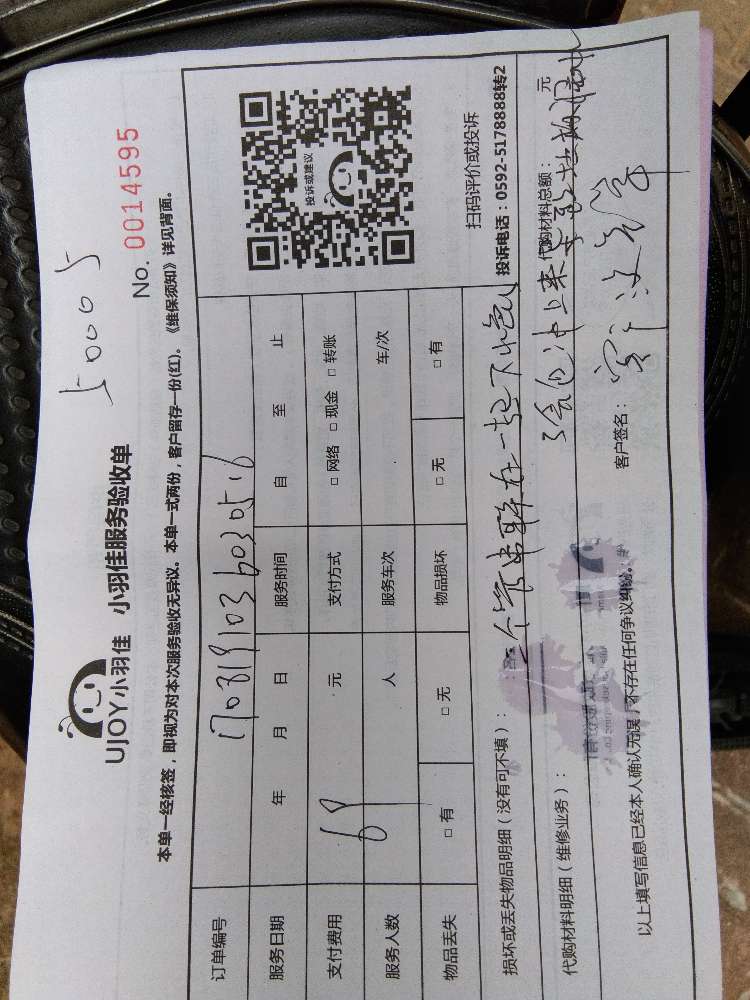 50005
UJOY小羽佳 小羽佳服务验收单
No. 0014595
本单一经核签，即视为对本次服务验收无异议。本单一式两份，客户留存一份(红)。《维保须知》详见背面。
订单编号 1708191036030516
服务日期 年 月 日 服务时间 自 至 止
支付费用 69 元 支付方式 □ 网络 □ 现金 □ 转账
服务人数 人 服务车次 车/次
物品丢失 □ 有 □ 无 物品损坏 □ 无 □ 有
投诉或建议
扫码评价或投诉
投诉电话：0592-5178888转2
损坏或丢失物品明细（没有可不填）： 串联在一起下
代购材料明细（维修业务）： 代购材料总额： 元
以上填写信息已经本人确认无误，不存在任何争议纠纷。 客户签名：